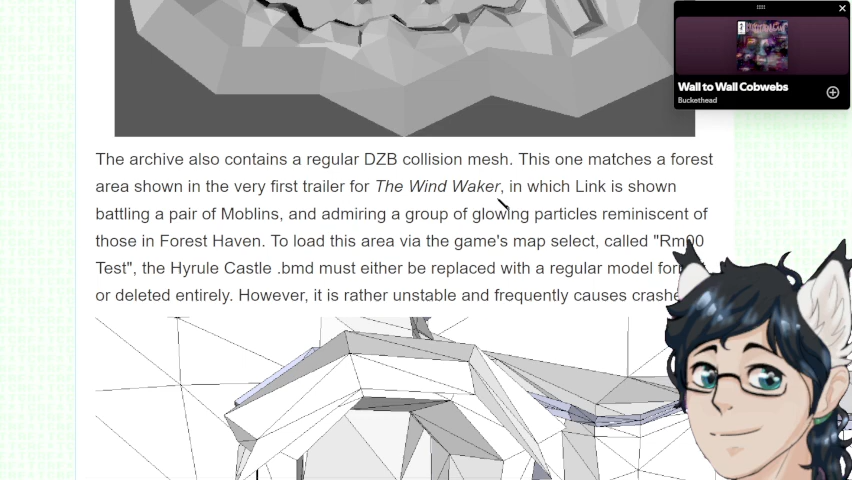 Wall to Wall Cobwebs
Buckethead
The archive also contains a regular DZB collision mesh. This one matches a forest
area shown in the very first trailer for The Wind Waker, in which Link is shown
battling a pair of Moblins, and admiring a group of glowing particles reminiscent of
those in Forest Haven. To load this area via the game's map select, called "Rm00
Test", the Hyrule Castle .bmd must either be replaced with a regular model
or deleted entirely. However, it is rather unstable and frequently causes